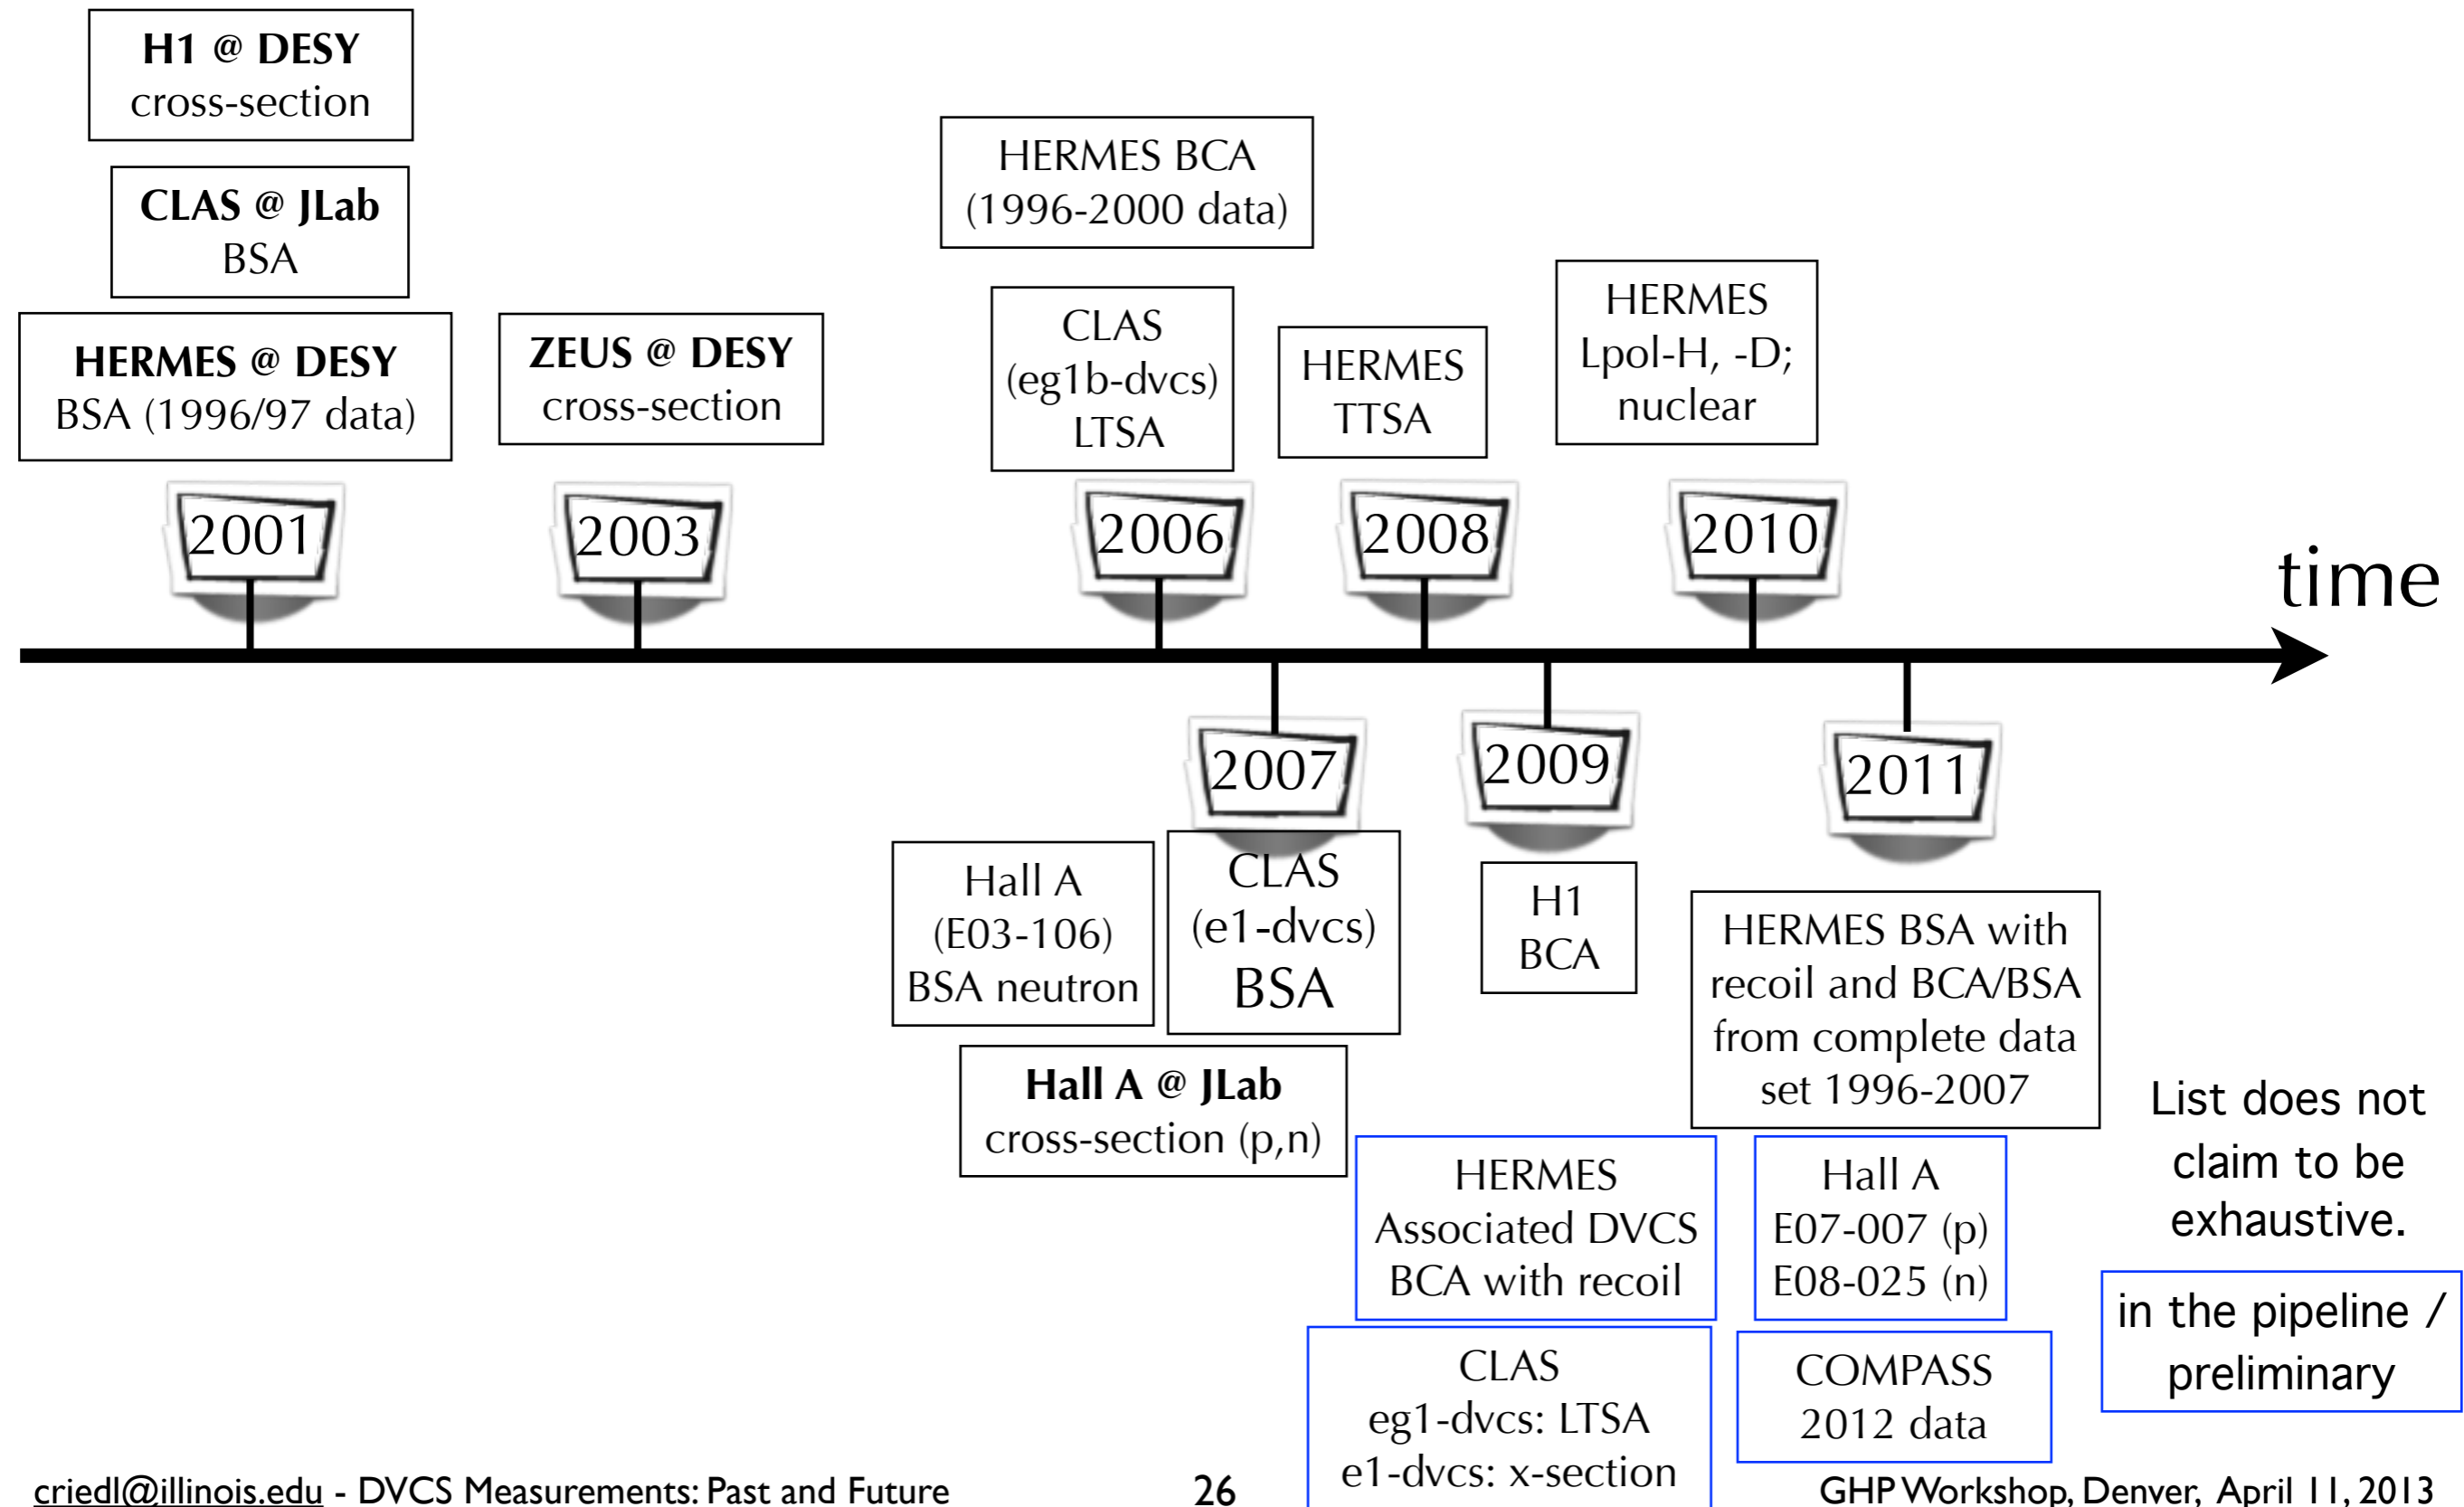 H1 @ DESY
cross-section
CLAS @ JLab
BSA
HERMES @ DESY
BSA (1996/97 data)
ZEUS @ DESY
cross-section
HERMES BCA
(1996-2000 data)
CLAS
(eg1b-dvcs)
LTSA
HERMES
TTSA
HERMES
Lpol-H, -D;
nuclear
2001
2003
2006
2008
2010
time
2007
2009
2011
Hall A
(E03-106)
BSA neutron
CLAS
(e1-dvcs)
BSA
Hall A @ JLab
cross-section (p,n)
H1
BCA
HERMES BSA with
recoil and BCA/BSA
from complete data
set 1996-2007
HERMES
Associated DVCS
BCA with recoil
Hall A
E07-007 (p)
E08-025 (n)
CLAS
eg1-dvcs: LTSA
e1-dvcs: x-section
COMPASS
2012 data
List does not
claim to be
exhaustive.
in the pipeline /
preliminary
criedl@illinois.edu - DVCS Measurements: Past and Future
26
GHP Workshop, Denver, April 11, 2013